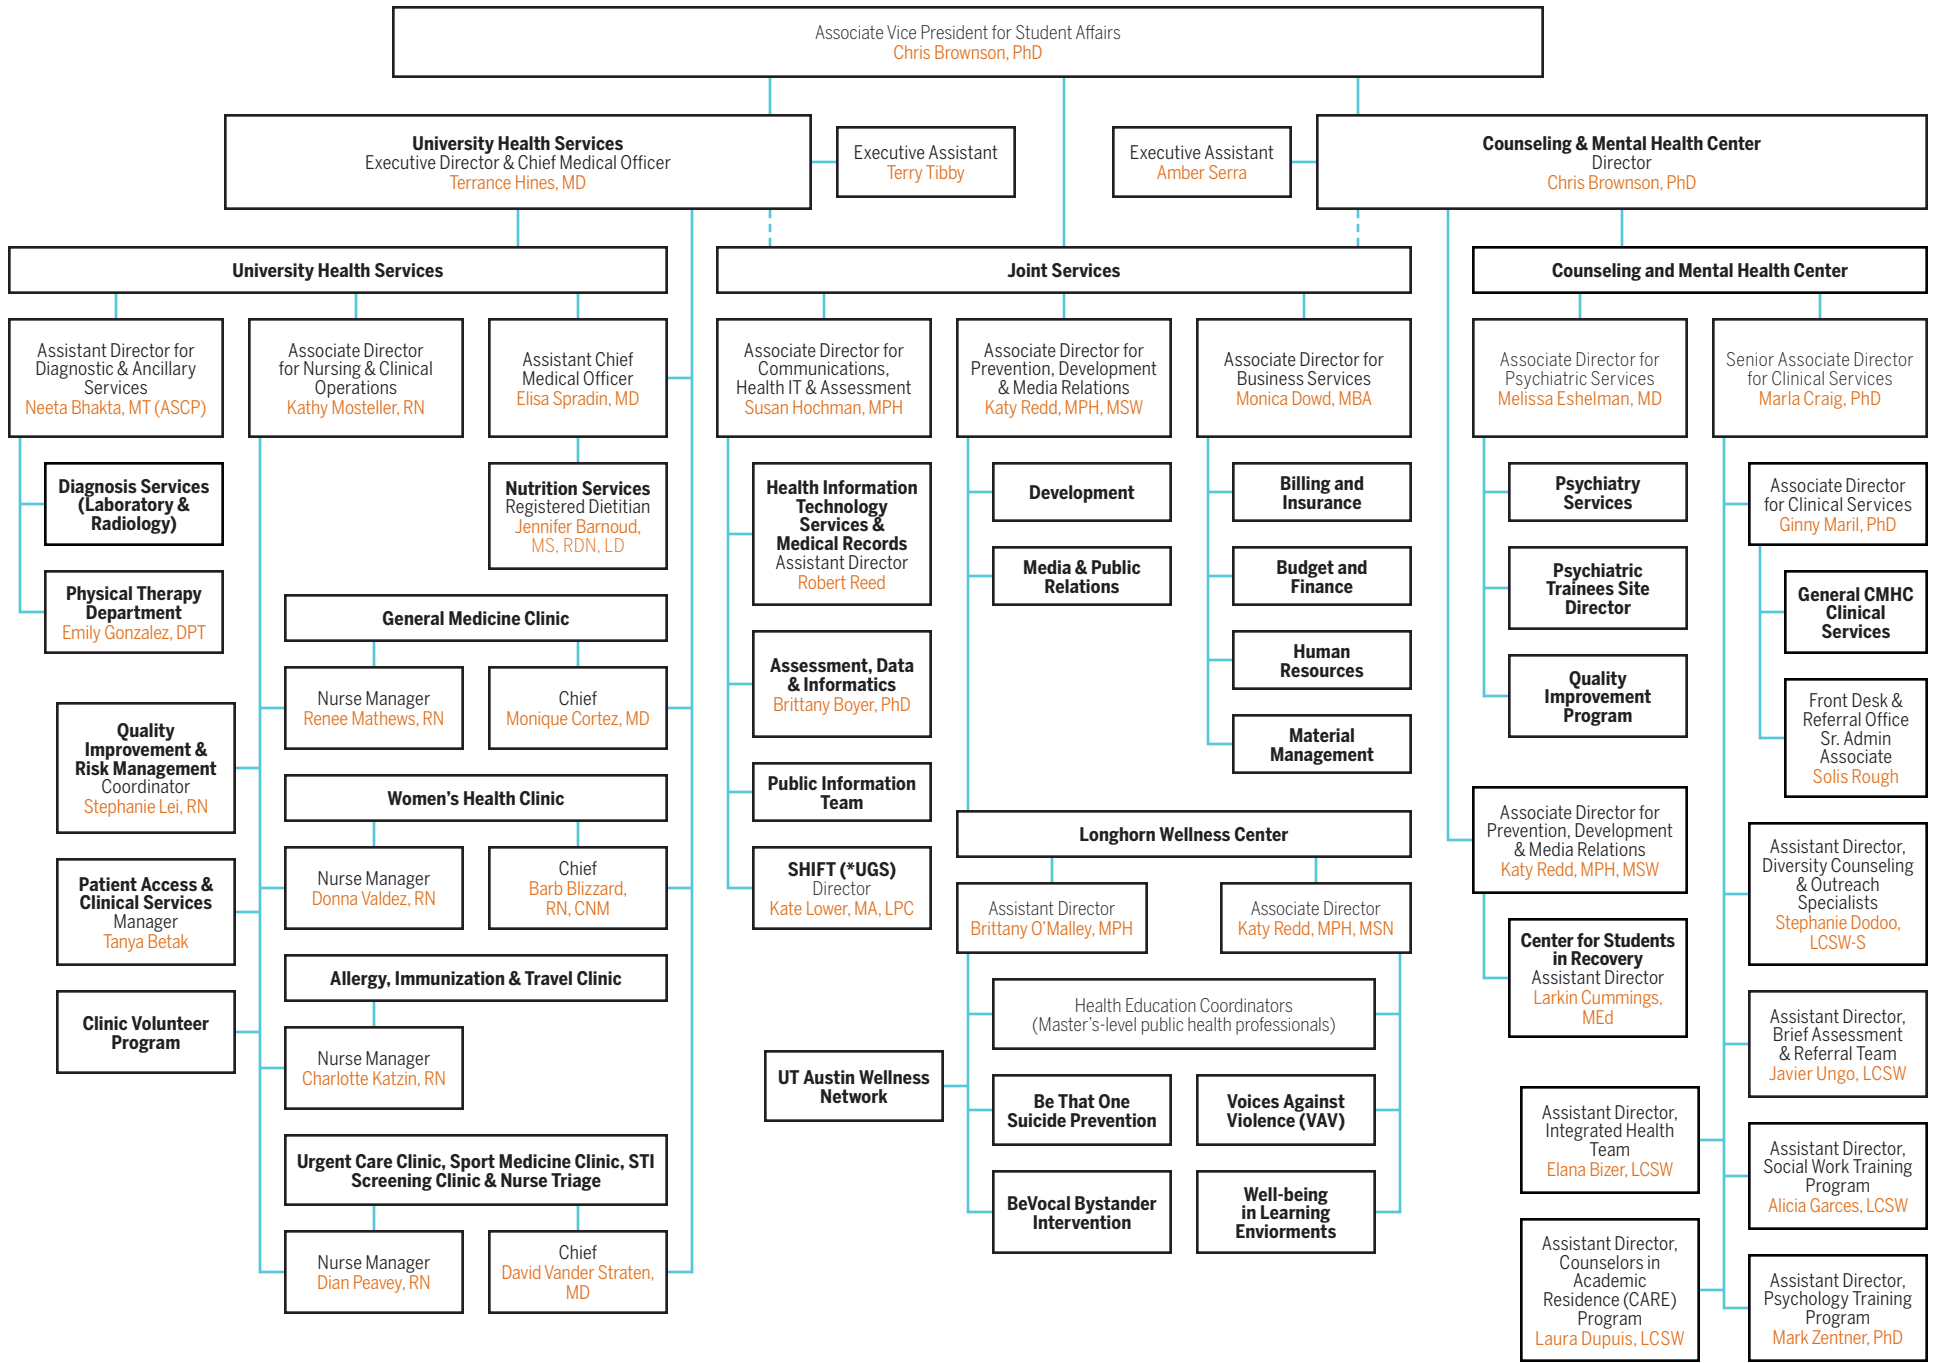 Associate Vice President for Student Affairs
Chris Brownson, PhD
University Health Services
Executive Director & Chief Medical Officer
Terrance Hines, MD
Executive Assistant
Terry Tibby
Executive Assistant
Amber Serra
Counseling & Mental Health Center
Director
Chris Brownson, PhD
University Health Services
Joint Services
Counseling and Mental Health Center
Assistant Director for
Diagnostic & Ancillary
Services
Neeta Bhakta, MT (ASCP)
Associate Director
for Nursing & Clinical
Operations
Kathy Mosteller, RN
Assistant Chief
Medical Officer
Elisa Spradin, MD
Associate Director for
Communications,
Health IT & Assessment
Susan Hochman, MPH
Associate Director for
Prevention, Development
& Media Relations
Katy Redd, MPH, MSW
Associate Director for
Business Services
Monica Dowd, MBA
Associate Director for
Psychiatric Services
Melissa Eshelman, MD
Senior Associate Director
for Clinical Services
Marla Craig, PhD
Diagnosis Services
(Laboratory &
Radiology)
Physical Therapy
Department
Emily Gonzalez, DPT
Nutrition Services
Registered Dietitian
Jennifer Barnoud,
MS, RDN, LD
General Medicine Clinic
Nurse Manager
Renee Mathews, RN
Chief
Monique Cortez, MD
Quality
Improvement &
Risk Management
Coordinator
Stephanie Lei, RN
Women's Health Clinic
Nurse Manager
Donna Valdez, RN
Chief
Barb Blizzard,
RN, CNM
Patient Access &
Clinical Services
Manager
Tanya Betak
Allergy, Immunization & Travel Clinic
Clinic Volunteer
Program
Nurse Manager
Charlotte Katzin, RN
Urgent Care Clinic, Sport Medicine Clinic, STI
Screening Clinic & Nurse Triage
Nurse Manager
Dian Peavey, RN
Chief
David Vander Straten,
MD
Health Information
Technology
Services &
Medical Records
Assistant Director
Robert Reed
Assessment, Data
& Informatics
Brittany Boyer, PhD
Public Information
Team
SHIFT (*UGS)
Director
Kate Lower, MA, LPC
Development
Media & Public
Relations
Billing and
Insurance
Budget and
Finance
Human
Resources
Material
Management
Longhorn Wellness Center
Assistant Director
Brittany O'Malley, MPH
Associate Director
Katy Redd, MPH, MSN
Health Education Coordinators
(Master's-level public health professionals)
UT Austin Wellness
Network
Be That One
Suicide Prevention
Voices Against
Violence (VAV)
BeVocal Bystander
Intervention
Well-being
in Learning
Enviorments
Psychiatry
Services
Psychiatric
Trainees Site
Director
Quality
Improvement
Program
Associate Director for
Prevention, Development
& Media Relations
Katy Redd, MPH, MSW
Center for Students
in Recovery
Assistant Director
Larkin Cummings,
MEd
Associate Director
for Clinical Services
Ginny Maril, PhD
General CMHC
Clinical
Services
Front Desk &
Referral Office
Sr. Admin
Associate
Solis Rough
Assistant Director,
Diversity Counseling
& Outreach
Specialists
Stephanie Dodoo,
LCSW-S
Assistant Director,
Brief Assessment
& Referral Team
Javier Ungo, LCSW
Assistant Director,
Integrated Health
Team
Elana Bizer, LCSW
Assistant Director,
Social Work Training
Program
Alicia Garces, LCSW
Assistant Director,
Counselors in
Academic
Residence (CARE)
Program
Laura Dupuis, LCSW
Assistant Director,
Psychology Training
Program
Mark Zentner, PhD